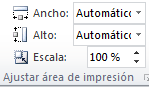 Ancho: Automático
Alto: Automático
Escala: 100 %
Ajustar área de impresión